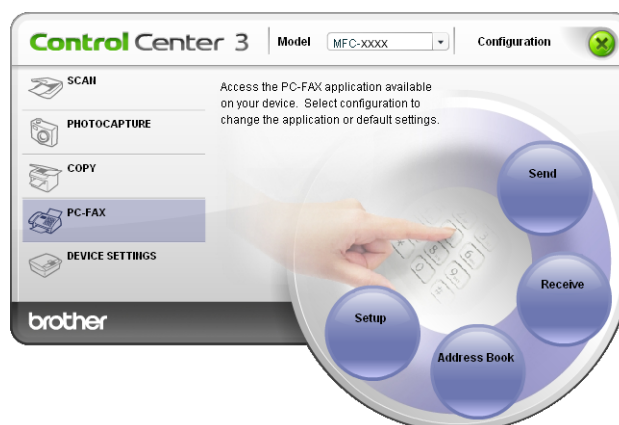 Control Center 3
Model
MFC-XXXX
Configuration
SCAN
PHOTOCAPTURE
COPY
PC-FAX
DEVICE SETTINGS
Access the PC-FAX application available
on your device. Select configuration to
change the application or default settings.
Send
Receive
Address Book
Setup
brother